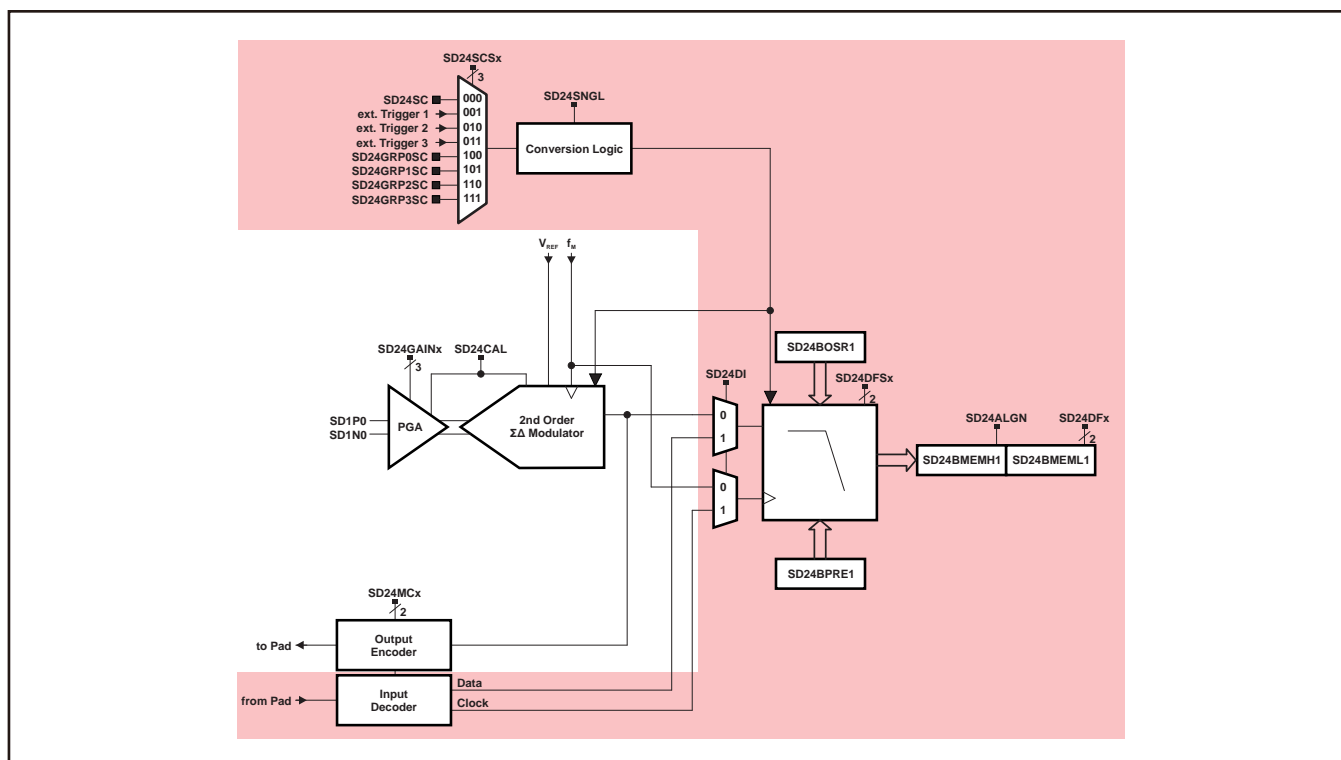 SD24SCSx
3
SD24SC
000
ext. Trigger 1
001
ext. Trigger 2
010
ext. Trigger 3
011
SD24GRP0SC
100
SD24GRP1SC
101
SD24GRP2SC
110
SD24GRP3SC
111
SD24SNGL
Conversion Logic
VREF
fM
SD24GAINx
3
SD24CAL
SD1P0
SD1N0
PGA
2nd Order
ΣΔ Modulator
SD24DI
0
1
0
1
SD24BOSR1
SD24DFSx
2
SD24ALGN
SD24DFx
2
SD24BMEMH1
SD24BMEML1
SD24BPRE1
SD24MCx
2
to Pad
Output
Encoder
from Pad
Input
Decoder
Data
Clock